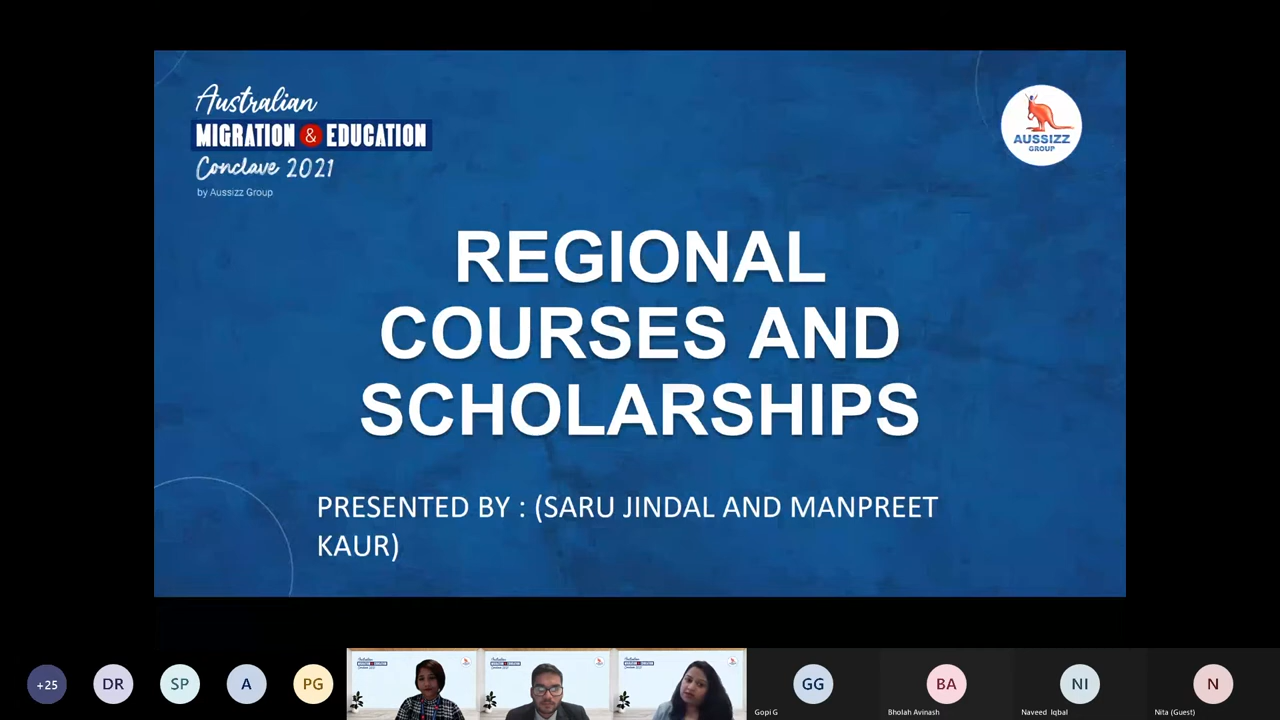 Australian
MIGRATION & EDUCATION
Conclave 2021
by Aussizz Group
AUSSIZZ
GROUP
REGIONAL
COURSES AND
SCHOLARSHIPS
PRESENTED BY : (SARU JINDAL AND MANPREET
KAUR)
+25
DR
SP
A
PG
GG
BA
NI
N
Gopi G
Bholah Avinash
Naveed Iqbal
Nita (Guest)